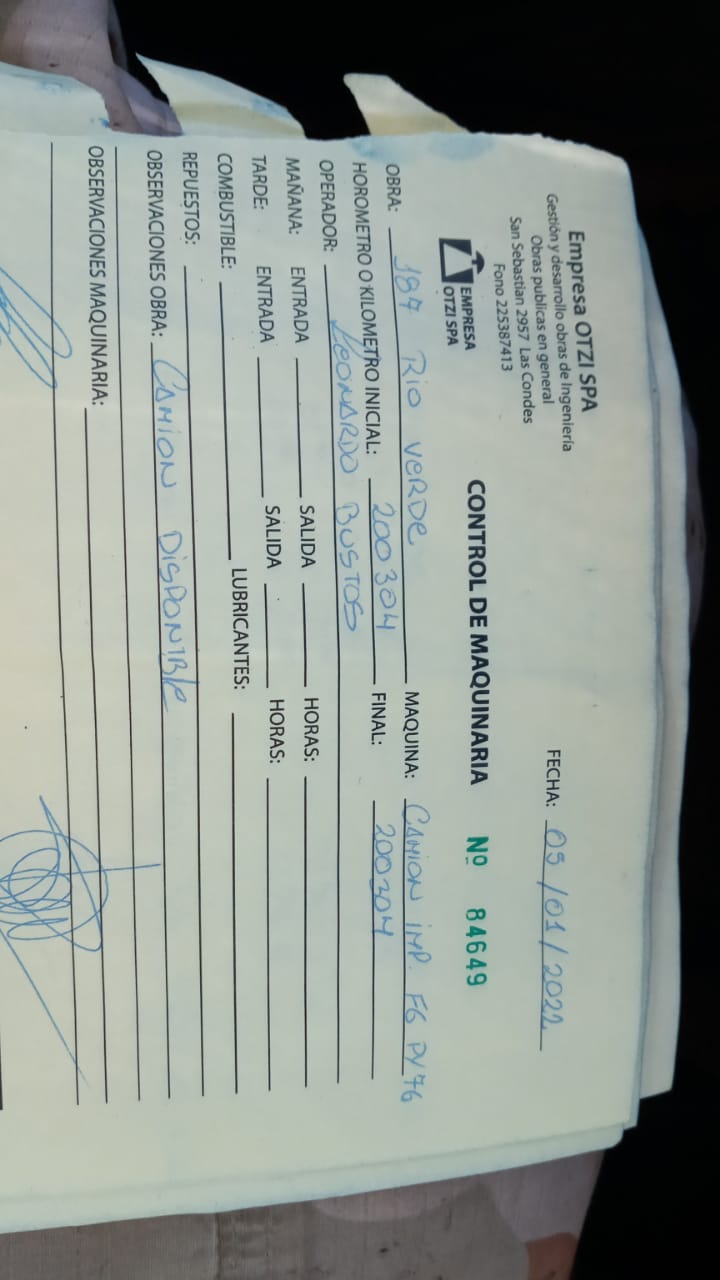 Empresa OTZI SPA
Gestión y desarrollo obras de Ingeniería
Obras publicas en general
San Sebastian 2957 Las Condes
Fono 225387413
EMPRESA
OTZI SPA
FECHA: 05/01/2022
CONTROL DE MAQUINARIA Nº 84649
OBRA: 187 Rio Verde MAQUINA: CAMION IMP. FG PY76
HOROMETRO O KILOMETRO INICIAL: 200304 FINAL: 200304
OPERADOR: LEONARDO BUSTOS
MAÑANA: ENTRADA SALIDA HORAS:
TARDE: ENTRADA SALIDA HORAS:
COMBUSTIBLE: LUBRICANTES:
REPUESTOS:
OBSERVACIONES OBRA: CAMION DISPONIBLE
OBSERVACIONES MAQUINARIA: